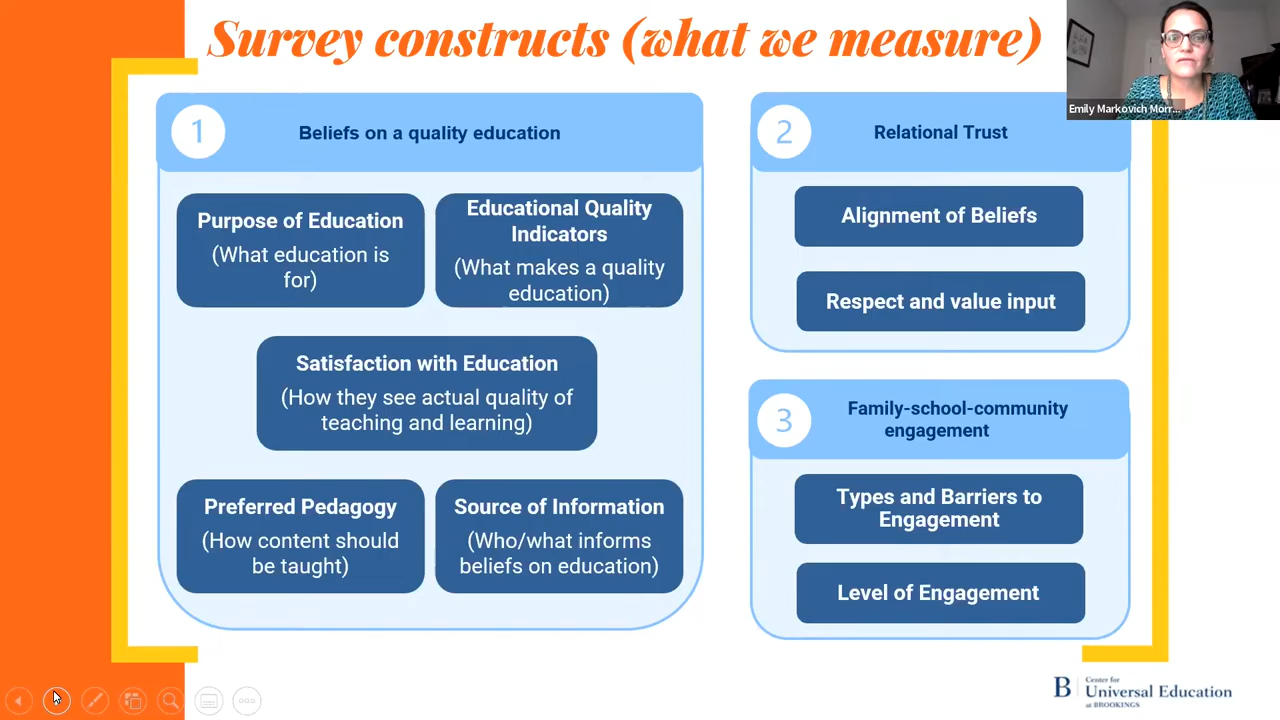 Survey constructs (what we measure)
Emily Markovich Morr...
1
Beliefs on a quality education
Purpose of Education
(What education is
for)
Educational Quality
Indicators
(What makes a quality
education)
Satisfaction with Education
(How they see actual quality of
teaching and learning)
Preferred Pedagogy
(How content should
be taught)
Source of Information
(Who/what informs
beliefs on education)
2
Relational Trust
Alignment of Beliefs
Respect and value input
3
Family-school-community
engagement
Types and Barriers to
Engagement
Level of Engagement
B
Center for
Universal Education
at BROOKINGS